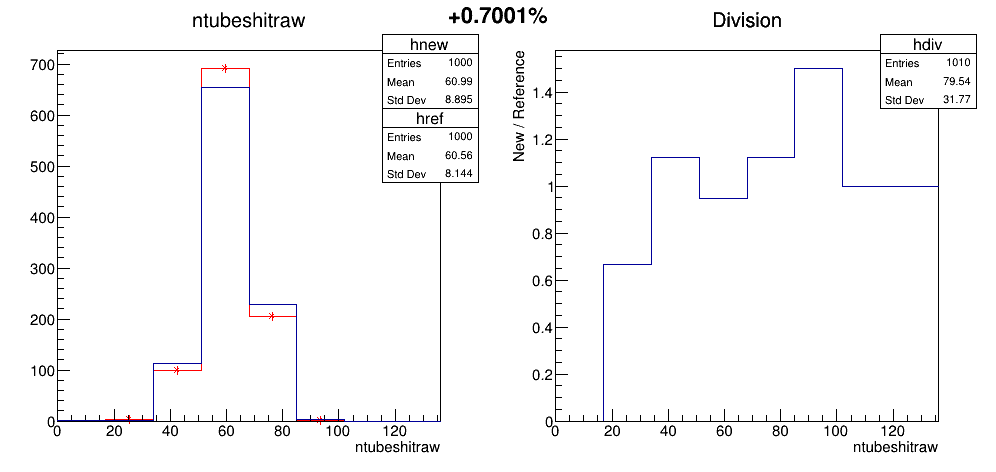 +0.7001%
ntubeshitraw
hnew
Entries 1000
Mean 60.99
Std Dev 8.895
href
Entries 1000
Mean 60.56
Std Dev 8.144
700
600
500
400
300
200
100
0
0 20 40 60 80 100 120
ntubeshitraw
Division
hdiv
Entries 1010
Mean 79.54
Std Dev 31.77
New / Reference
1.4
1.2
1
0.8
0.6
0.4
0.2
0
0 20 40 60 80 100 120
ntubeshitraw